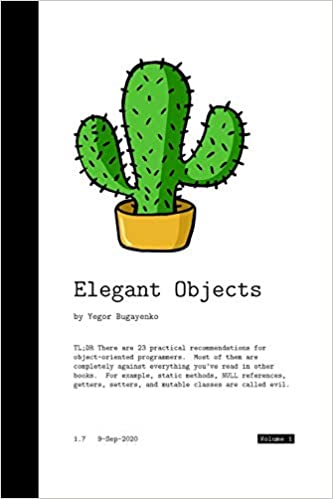 Elegant Objects
by Yegor Bugayenko
TL;DR There are 23 practical recommendations for
object-oriented programmers. Most of them are
completely against everything you've read in other
books. For example, static methods, NULL references,
getters, setters, and mutable classes are called evil.
1.7 9-Sep-2020 Volume 1